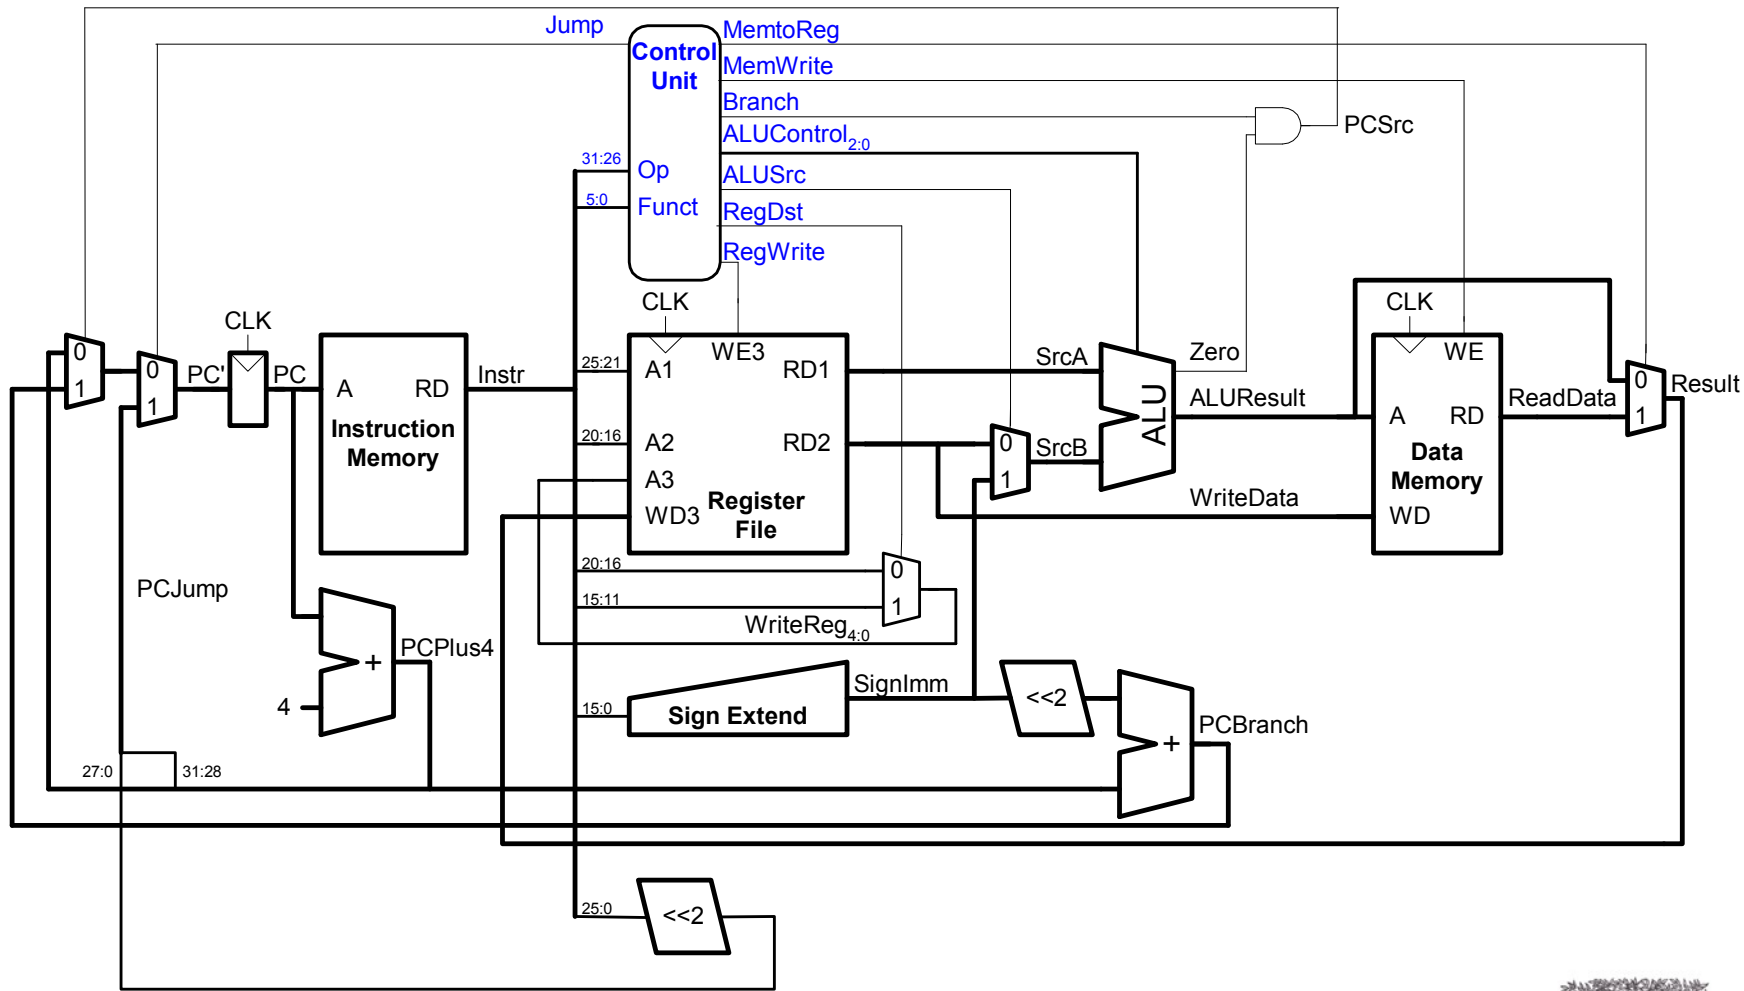 Jump
Control
Unit
MemtoReg
MemWrite
Branch
PCSrc
ALUControl2:0
31:26
Op
ALUSrc
5:0
Funct
RegDst
RegWrite
CLK
CLK
CLK
0
1
0
1
PC'
PC
A
RD
Instruction
Memory
Instr
25:21
A1
WE3
RD1
20:16
A2
RD2
A3
WD3
Register
File
SrcA
0
1
SrcB
ALU
Zero
ALUResult
WriteData
WE
A
RD
Data
Memory
WD
ReadData
0
1
Result
20:16
0
15:11
1
WriteReg4:0
PCJump
PCPlus4
+
4
15:0
Sign Extend
SignImm
<<2
+
PCBranch
27:0
31:28
25:0
<<2